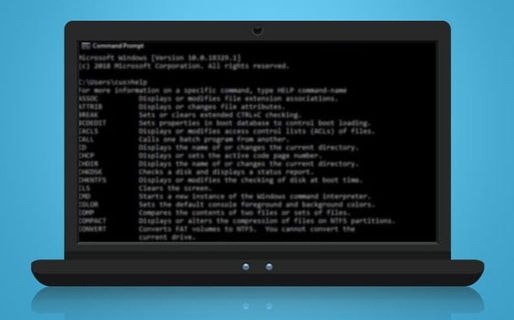 Command Prompt
Microsoft Windows [Version 10.0.18329.1]
(c) 2018 Microsoft Corporation. All rights reserved.
C:\Users\cus>help
For more information on a specific command, type HELP command-name
ASSOC Displays or modifies file extension associations.
ATTRIB Displays or changes file attributes.
BREAK Sets or clears extended CTRL+C checking.
BCDEDIT Sets properties in boot database to control boot loading.
CACLS Displays or modifies access control lists (ACLs) of files.
CALL Calls one batch program from another.
CD Displays the name of or changes the current directory.
CHCP Displays or sets the active code page number.
CHDIR Displays the name of or changes the current directory.
CHKDSK Checks a disk and displays a status report.
CHKNTFS Displays or modifies the checking of disk at boot time.
CLS Clears the screen.
CMD Starts a new instance of the Windows command interpreter.
COLOR Sets the default console foreground and background colors.
COMP Compares the contents of two files or sets of files.
COMPACT Displays or alters the compression of files on NTFS partitions.
CONVERT Converts FAT volumes to NTFS. You cannot convert the
current drive.